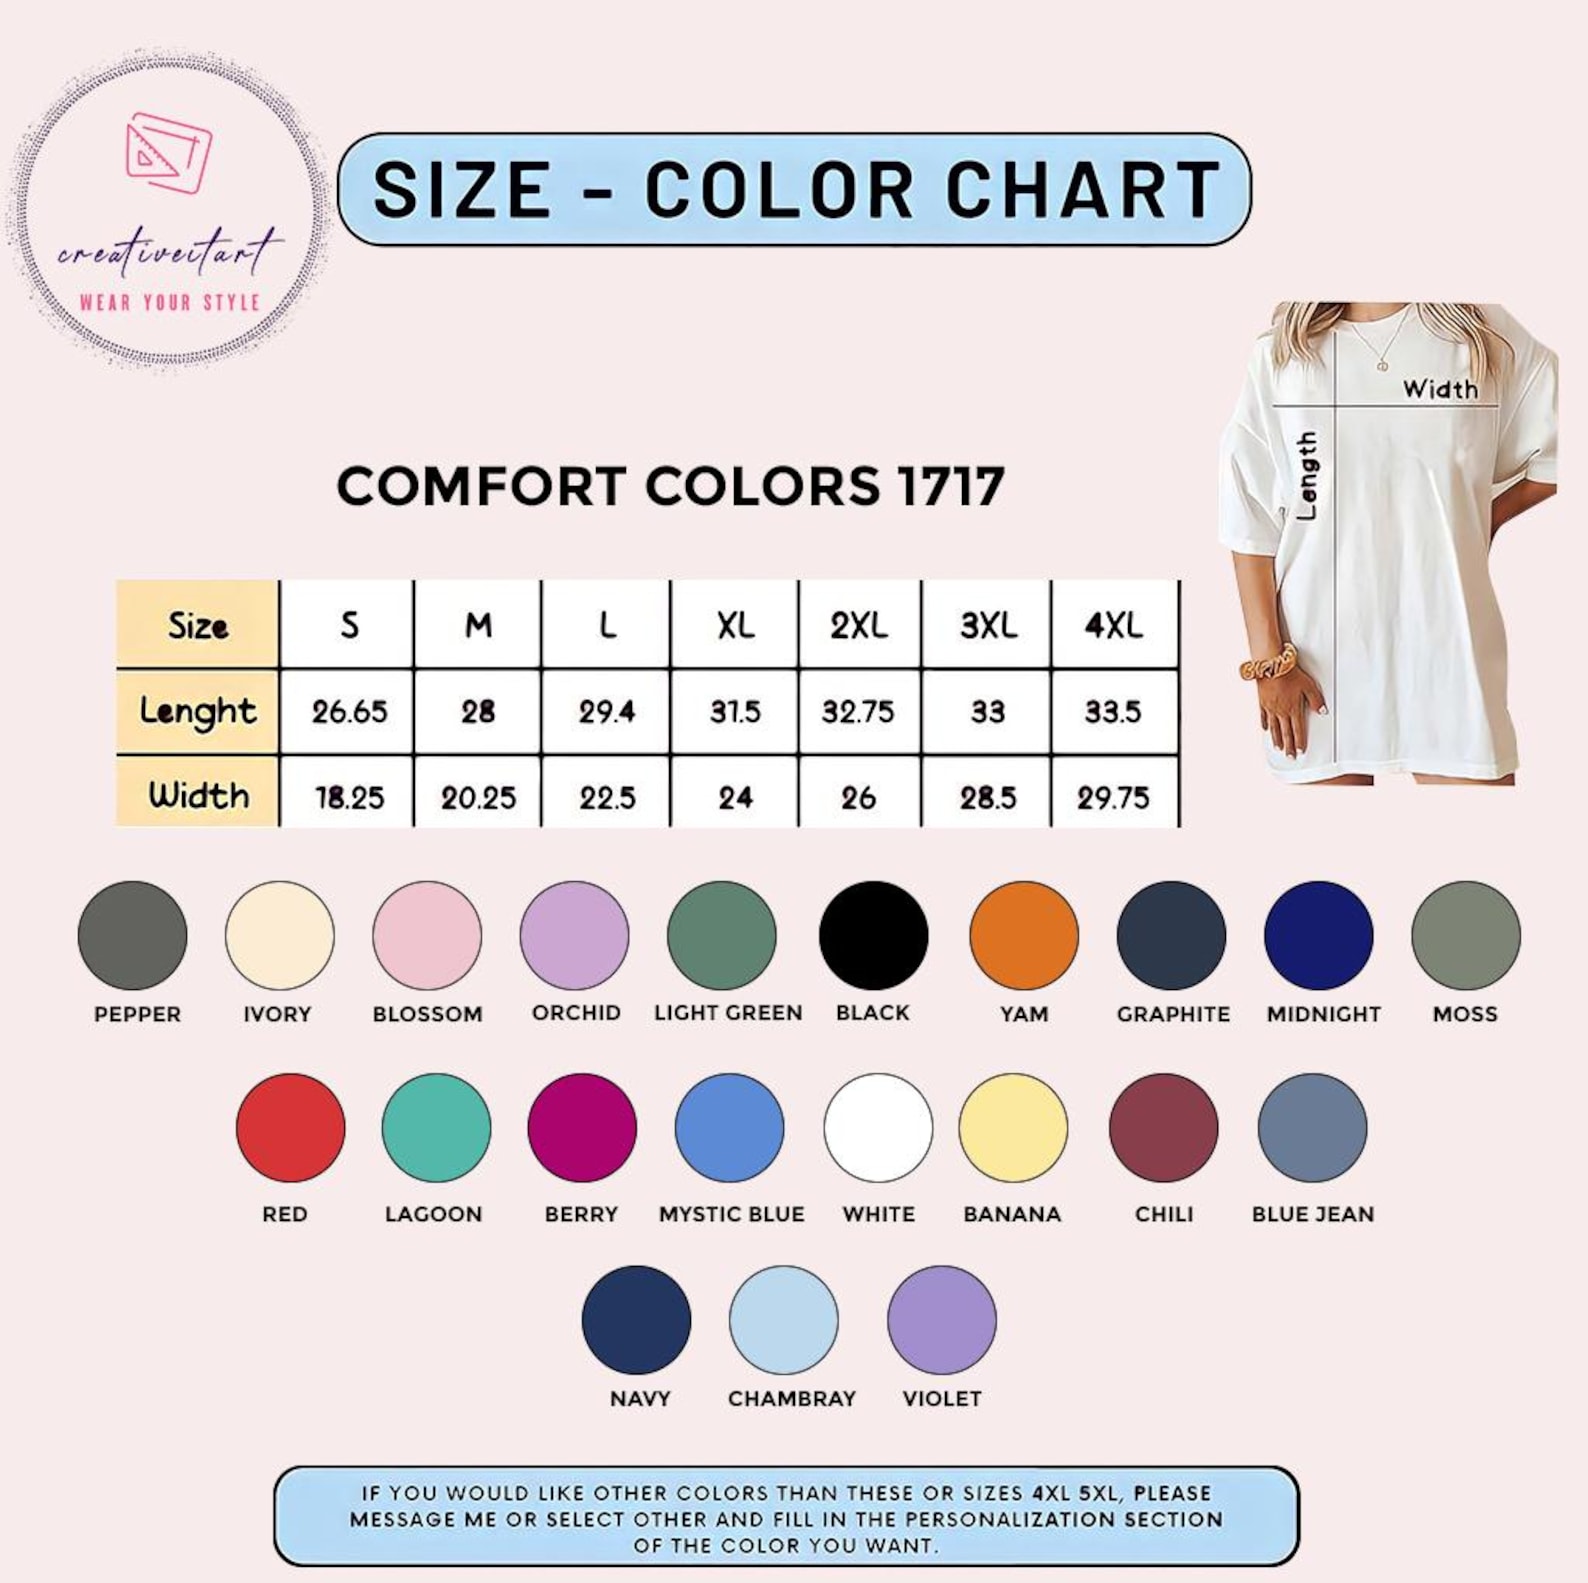 creativeitart
WEAR YOUR STYLE
SIZE - COLOR CHART
Width
Length
COMFORT COLORS 1717
Size S M L XL 2XL 3XL 4XL
Lenght 26.65 28 29.4 31.5 32.75 33 33.5
Width 18.25 20.25 22.5 24 26 28.5 29.75
PEPPER IVORY BLOSSOM ORCHID LIGHT GREEN BLACK YAM GRAPHITE MIDNIGHT MOSS
RED LAGOON BERRY MYSTIC BLUE WHITE BANANA CHILI BLUE JEAN
NAVY CHAMBRAY VIOLET
IF YOU WOULD LIKE OTHER COLORS THAN THESE OR SIZES 4XL 5XL, PLEASE
MESSAGE ME OR SELECT OTHER AND FILL IN THE PERSONALIZATION SECTION
OF THE COLOR YOU WANT.